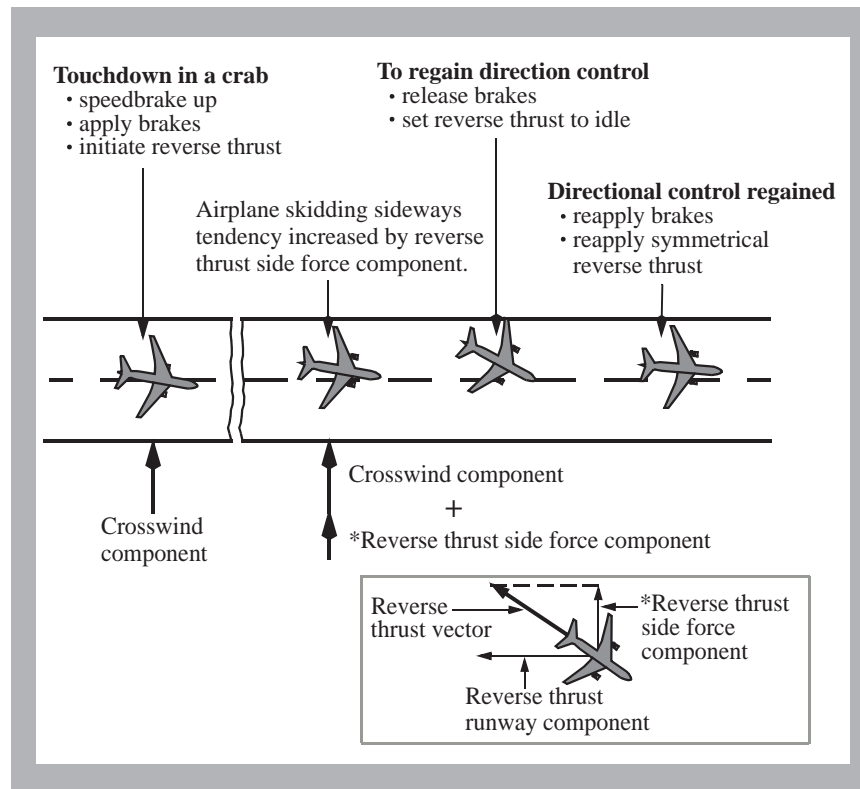 Touchdown in a crab
• speedbrake up
• apply brakes
• initiate reverse thrust
To regain direction control
• release brakes
• set reverse thrust to idle
Airplane skidding sideways
tendency increased by reverse
thrust side force component.
Directional control regained
• reapply brakes
• reapply symmetrical
reverse thrust
Crosswind
component
Crosswind component
+
*Reverse thrust side force component
Reverse
thrust vector
*Reverse thrust
side force
component
Reverse thrust
runway component